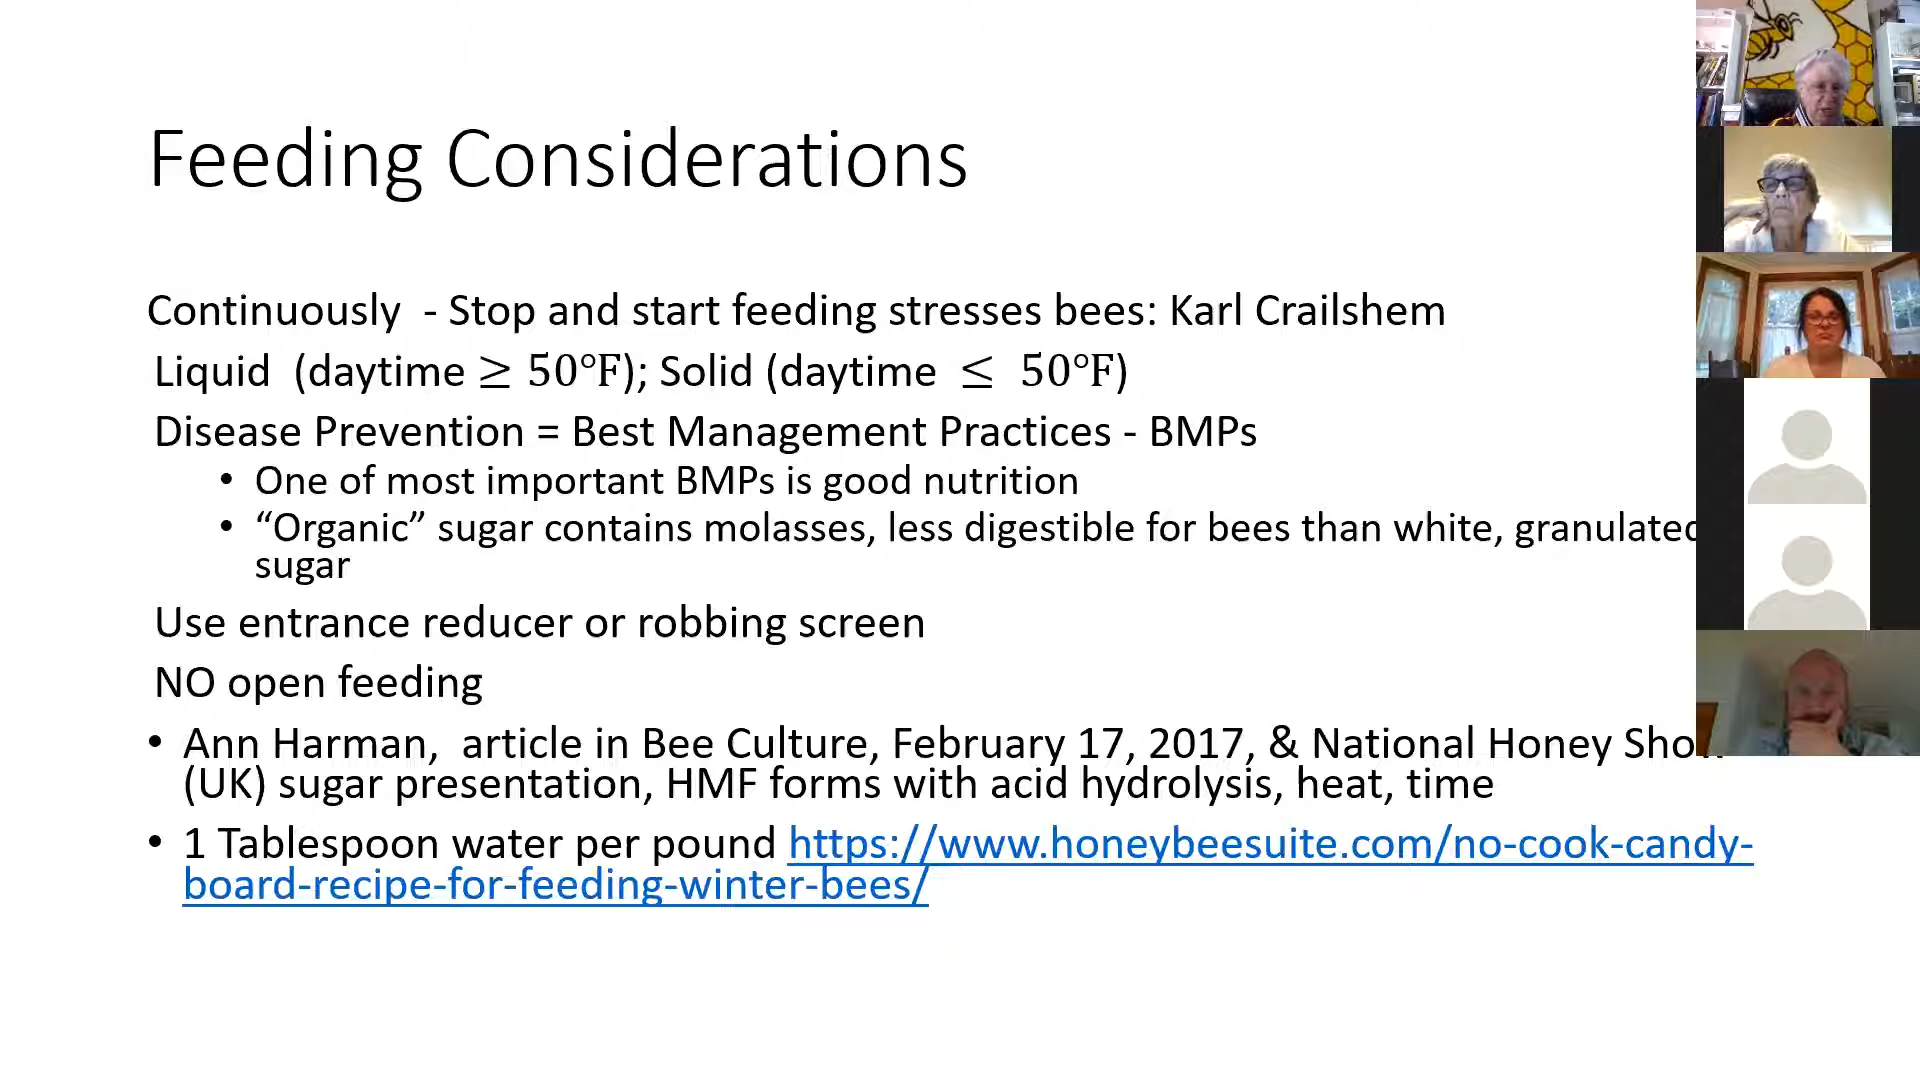 Feeding Considerations
Continuously - Stop and start feeding stresses bees: Karl Crailshem
Liquid (daytime ≥ 50°F); Solid (daytime ≤ 50°F)
Disease Prevention = Best Management Practices - BMPs
• One of most important BMPs is good nutrition
• “Organic” sugar contains molasses, less digestible for bees than white, granulated
sugar
Use entrance reducer or robbing screen
NO open feeding
• Ann Harman, article in Bee Culture, February 17, 2017, & National Honey Show
(UK) sugar presentation, HMF forms with acid hydrolysis, heat, time
• 1 Tablespoon water per pound https://www.honeybeesuite.com/no-cook-candy-
board-recipe-for-feeding-winter-bees/